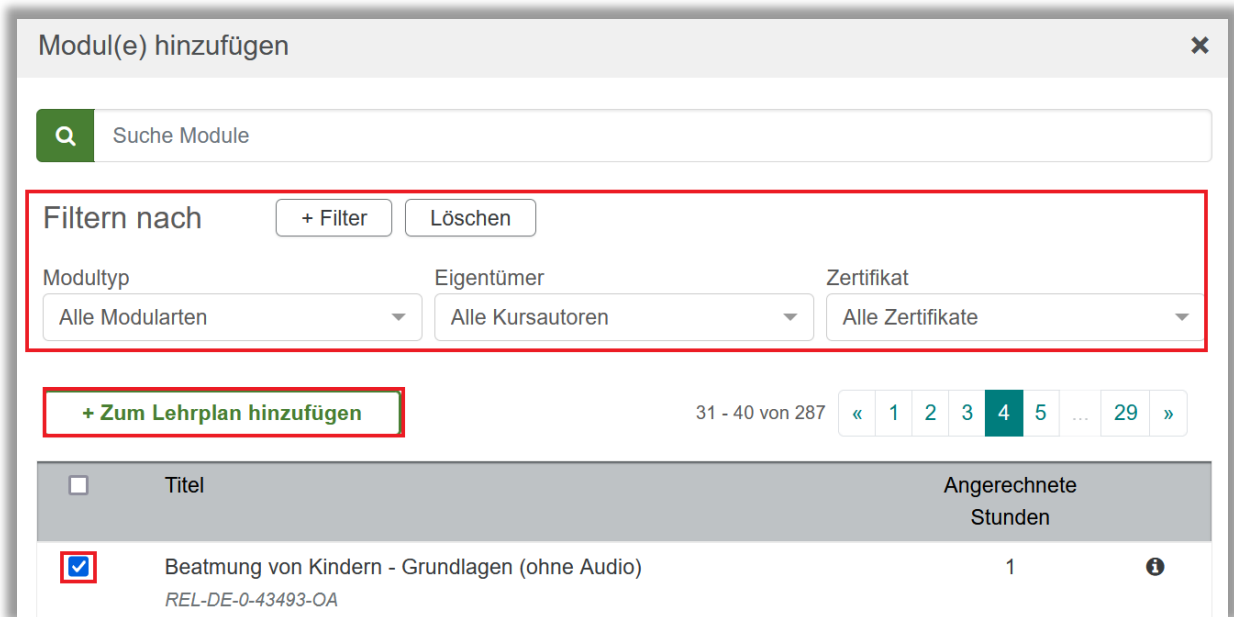 Modul(e) hinzufügen
Suche Module
Filtern nach + Filter Löschen
Modultyp Eigentümer Zertifikat
Alle Modularten Alle Kursautoren Alle Zertifikate
+ Zum Lehrplan hinzufügen 31 - 40 von 287 « 1 2 3 4 5 ... 29 »
Titel Angerechnete
Stunden
Beatmung von Kindern - Grundlagen (ohne Audio) 1
REL-DE-0-43493-OA